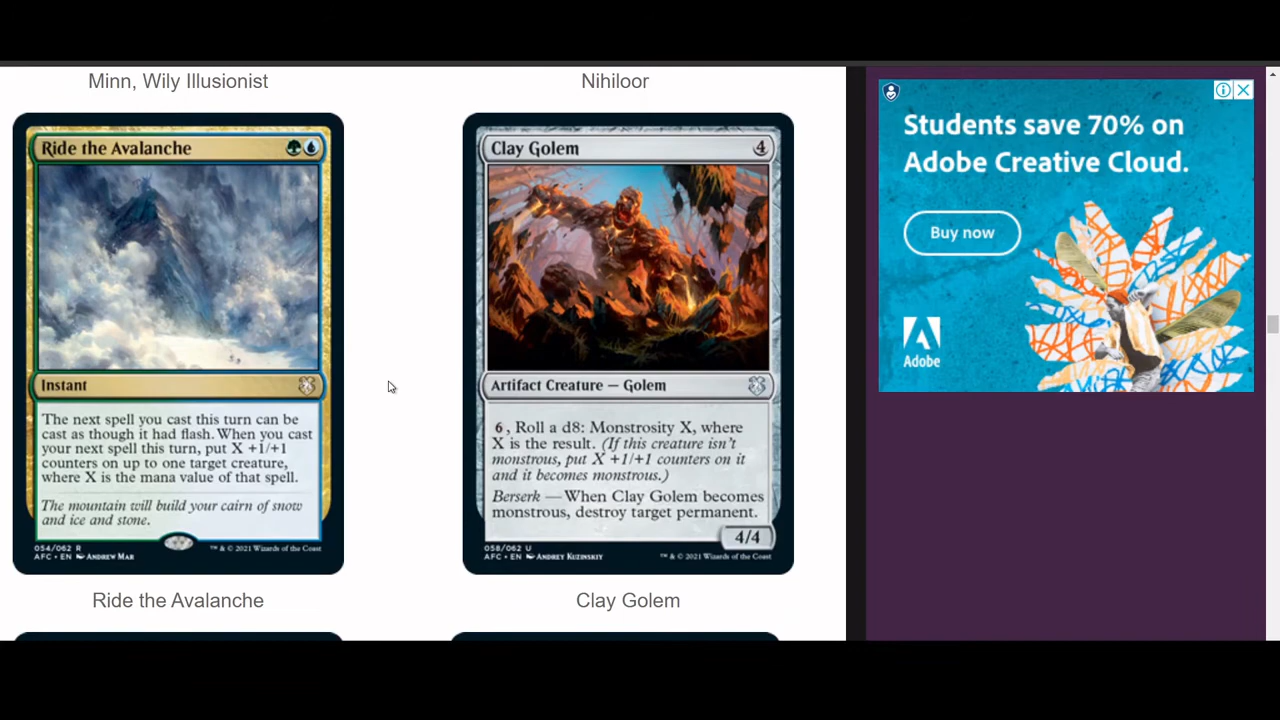 Minn, Wily Illusionist
Nihiloor
Ride the Avalanche
Instant
The next spell you cast this turn can be
cast as though it had flash. When you cast
your next spell this turn, put X +1/+1
counters on up to one target creature,
where X is the mana value of that spell.
The mountain will build your cairn of snow
and ice and stone.
054/062 R
AFC • EN ANDREW MAR
™ & © 2021 Wizards of the Coast
Ride the Avalanche
Clay Golem 4
Artifact Creature — Golem
6, Roll a d8: Monstrosity X, where
X is the result. (If this creature isn't
monstrous, put X +1/+1 counters on it
and it becomes monstrous.)
Berserk — When Clay Golem becomes
monstrous, destroy target permanent.
4/4
058/062 U
AFC • EN ANDREY KUZINSKIY
™ & © 2021 Wizards of the Coast
Clay Golem
Students save 70% on
Adobe Creative Cloud.
Buy now
Adobe